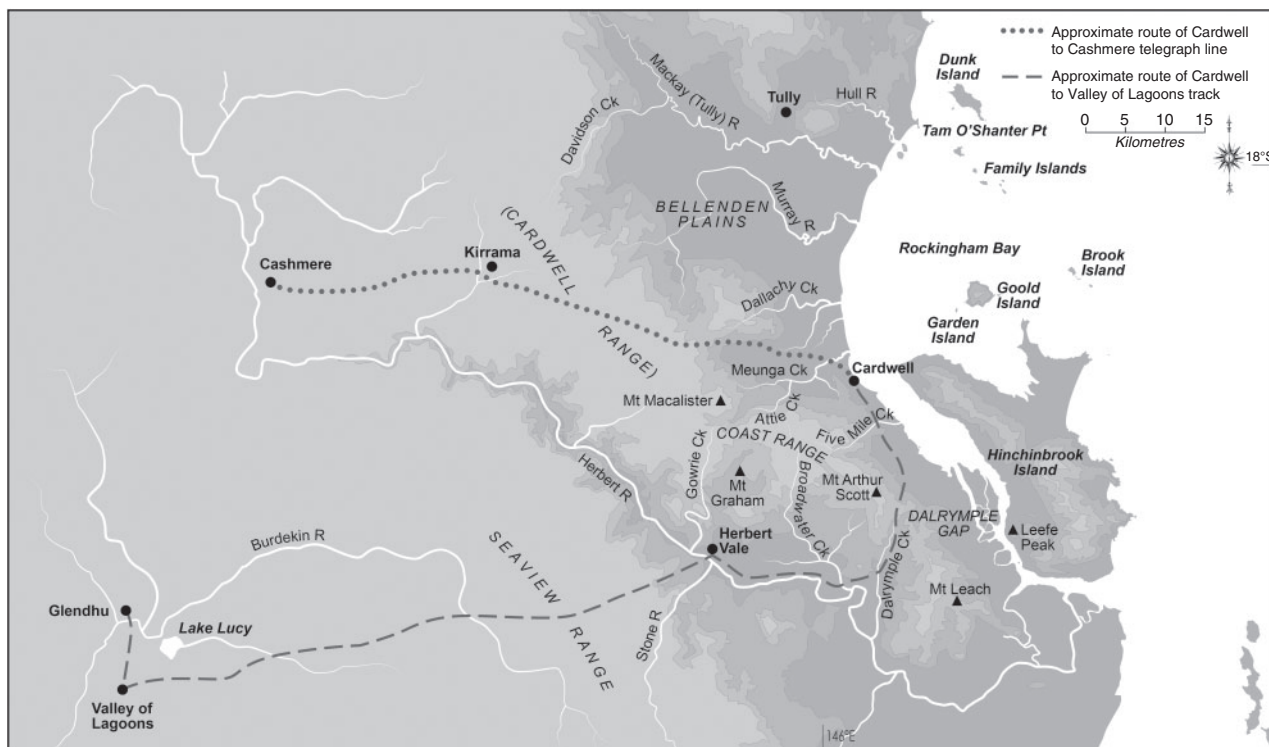 Approximate route of Cardwell
to Cashmere telegraph line
Approximate route of Cardwell
to Valley of Lagoons track
0 5 10 15
Kilometres
18°S
Dunk
Island
Tam O'Shanter Pt
Family Islands
Mackay (Tully) R
Tully
Hull R
Davidson Ck
BELLENDEN
PLAINS
Murray R
Rockingham Bay
Brook
Island
Goold
Island
Garden
Island
(CARDWELL
RANGE)
Kirrama
Cashmere
Dallachy Ck
Meunga Ck
Cardwell
Mt Macalister
Attie Ck
Five Mile Ck
COAST RANGE
Gowrie Ck
Mt
Graham
Broadwater Ck
Mt Arthur
Scott
Hinchinbrook
Island
Herbert R
DALRYMPLE
GAP
Leefe
Peak
Herbert
Vale
Burdekin R
SEAVIEW
RANGE
Dalrymple Ck
Mt Leach
Glendhu
Lake Lucy
Stone R
Valley of
Lagoons
146°E